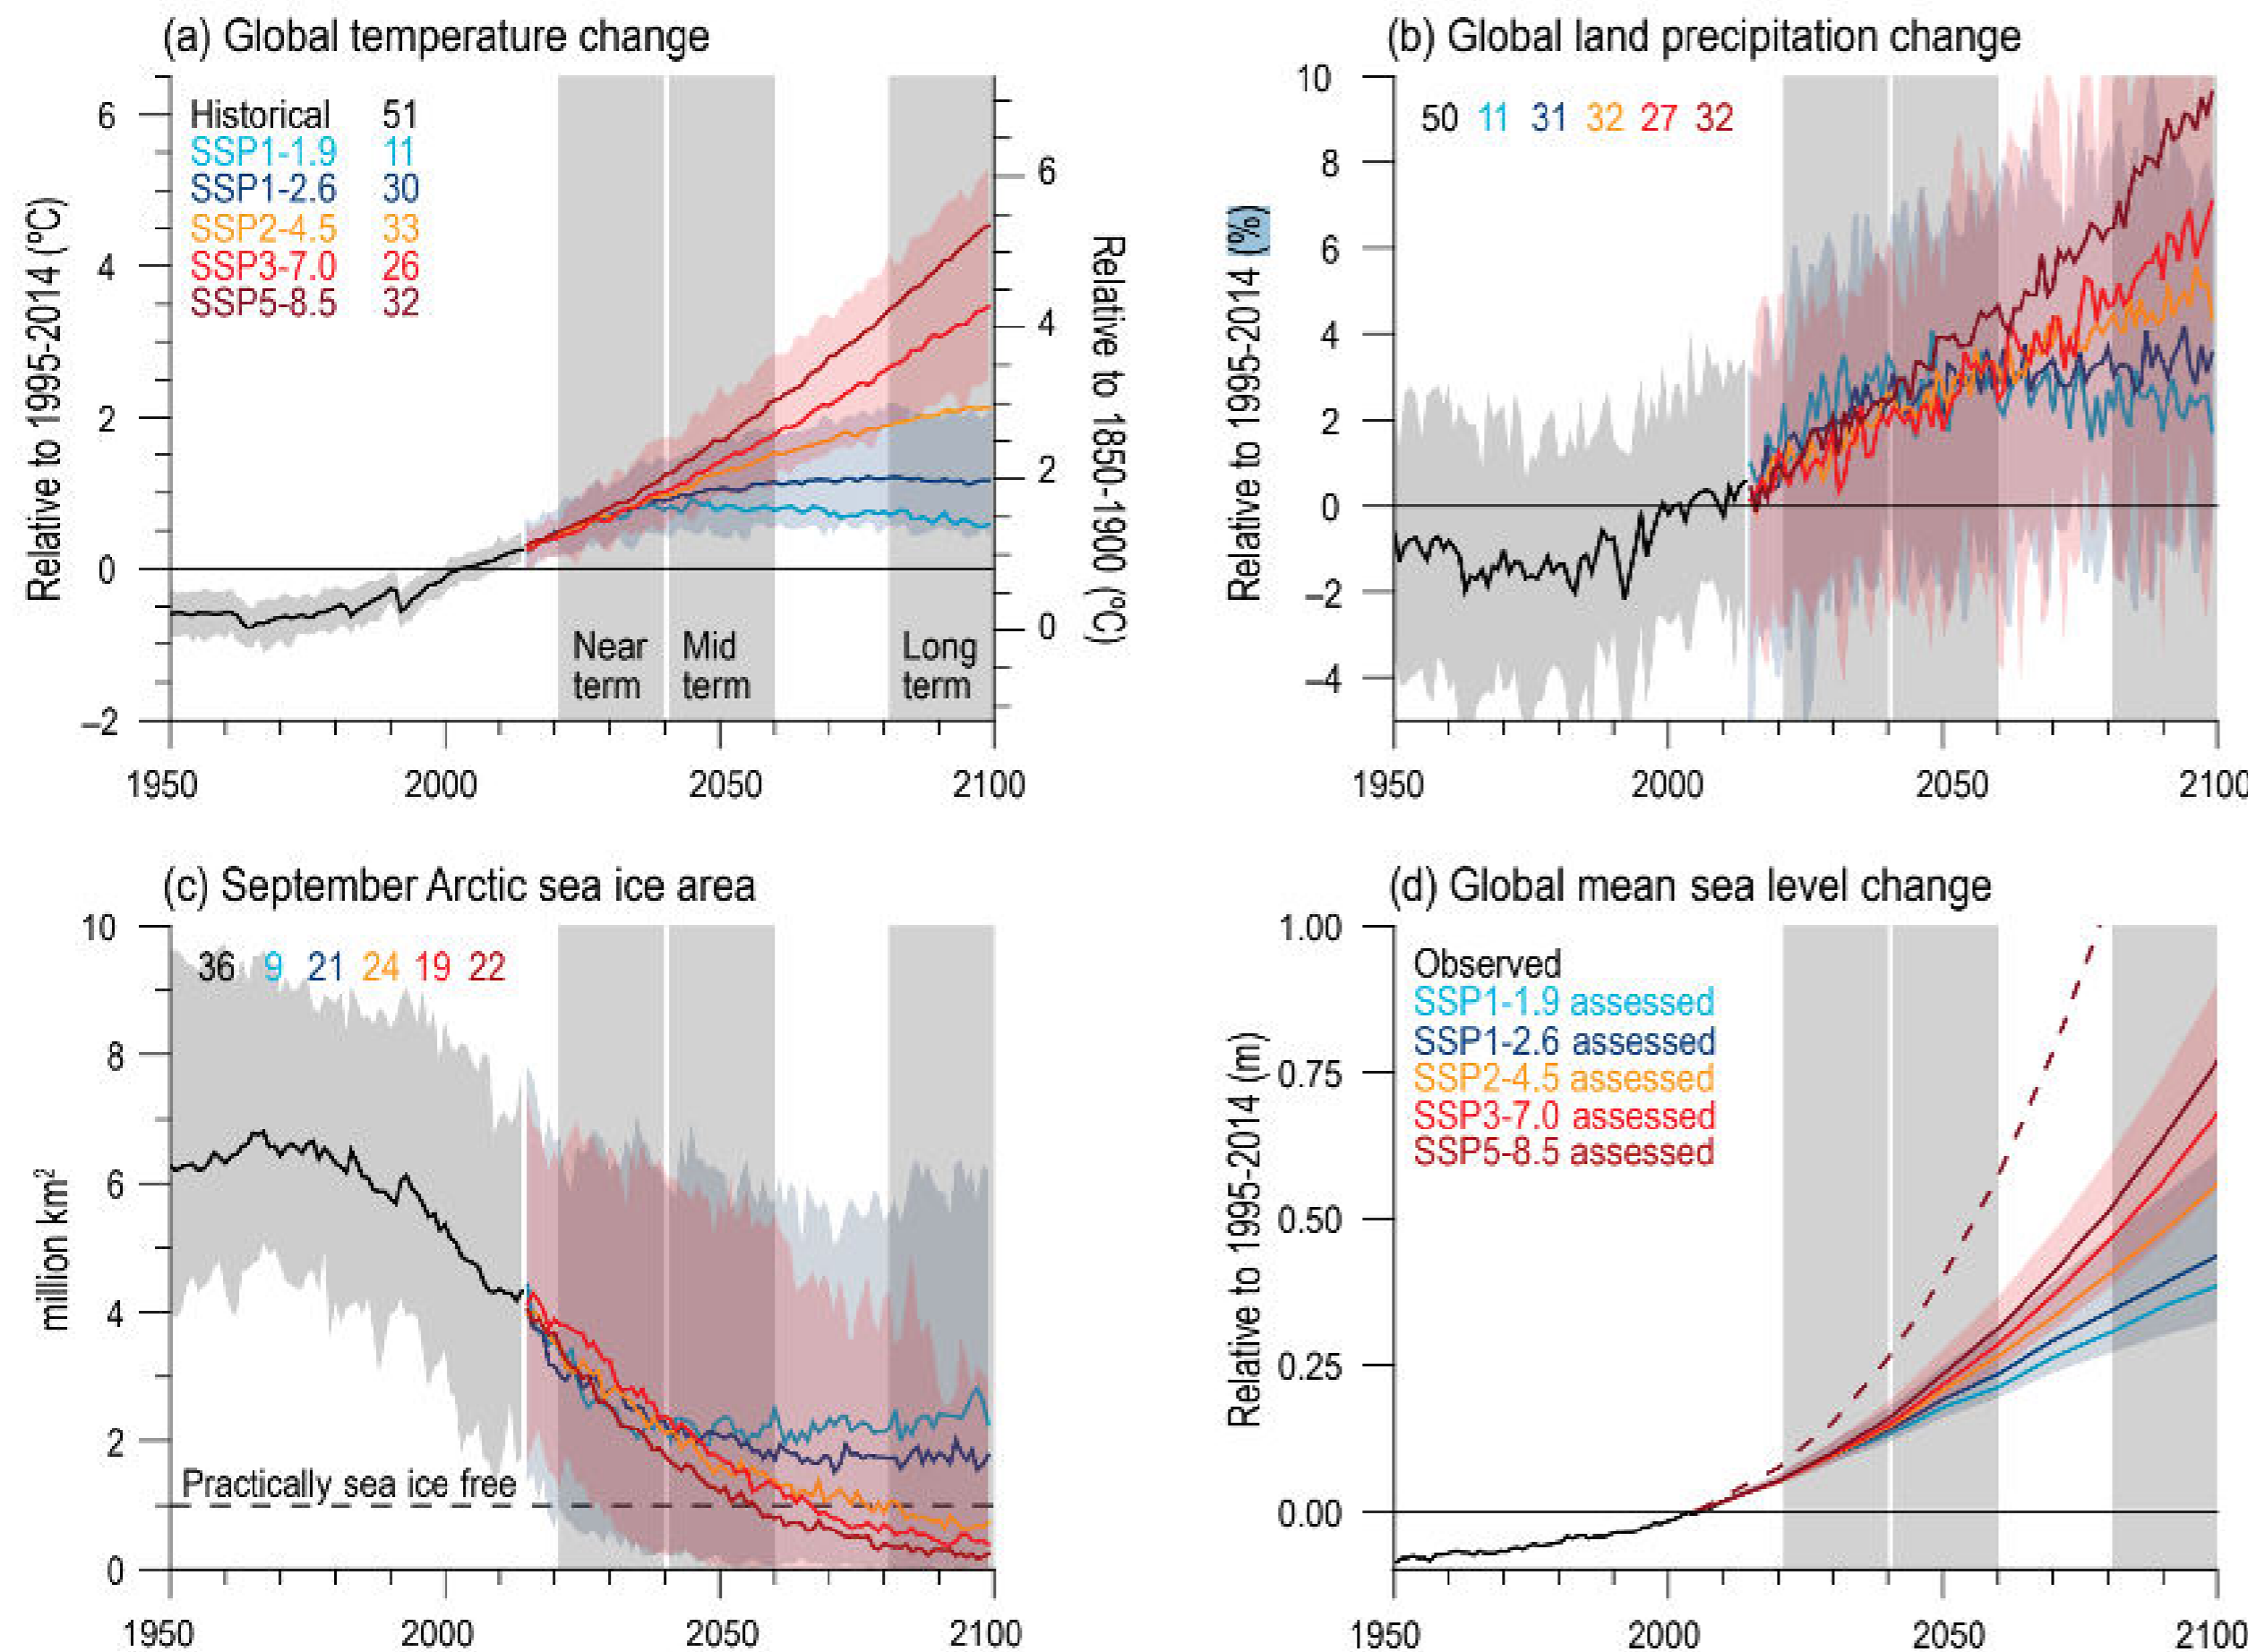 (a) Global temperature change
Relative to 1995-2014 (ºC)
6
4
2
0
–2
Historical 51
SSP1-1.9 11
SSP1-2.6 30
SSP2-4.5 33
SSP3-7.0 26
SSP5-8.5 32
Near term
Mid term
Long term
6
4
2
0
Relative to 1850-1900 (ºC)
1950 2000 2050 2100
(b) Global land precipitation change
Relative to 1995-2014 (%)
10
8
6
4
2
0
–2
–4
50 11 31 32 27 32
1950 2000 2050 2100
(c) September Arctic sea ice area
million km²
10
8
6
4
2
0
36 9 21 24 19 22
Practically sea ice free
1950 2000 2050 2100
(d) Global mean sea level change
Relative to 1995-2014 (m)
1.00
0.75
0.50
0.25
0.00
Observed
SSP1-1.9 assessed
SSP1-2.6 assessed
SSP2-4.5 assessed
SSP3-7.0 assessed
SSP5-8.5 assessed
1950 2000 2050 2100